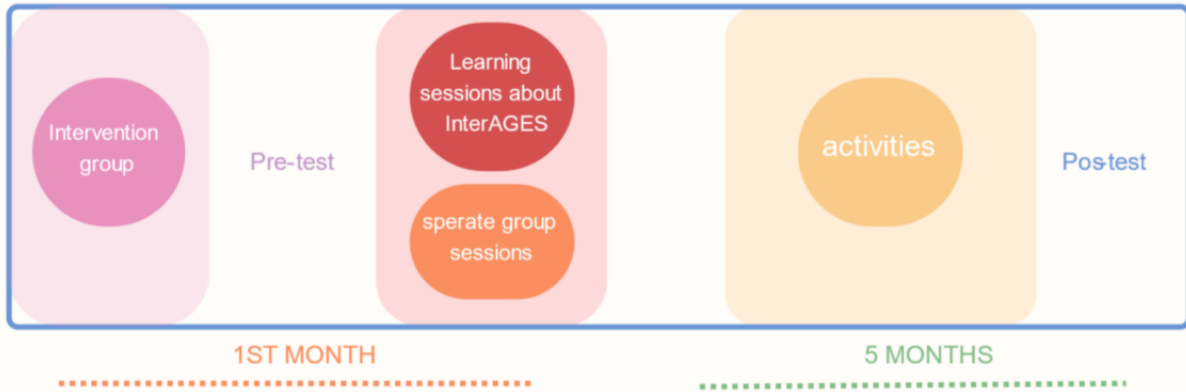 Intervention
group
Pre-test
Learning
sessions about
InterAGES
sperate group
sessions
activities
Pos-test
1ST MONTH
5 MONTHS